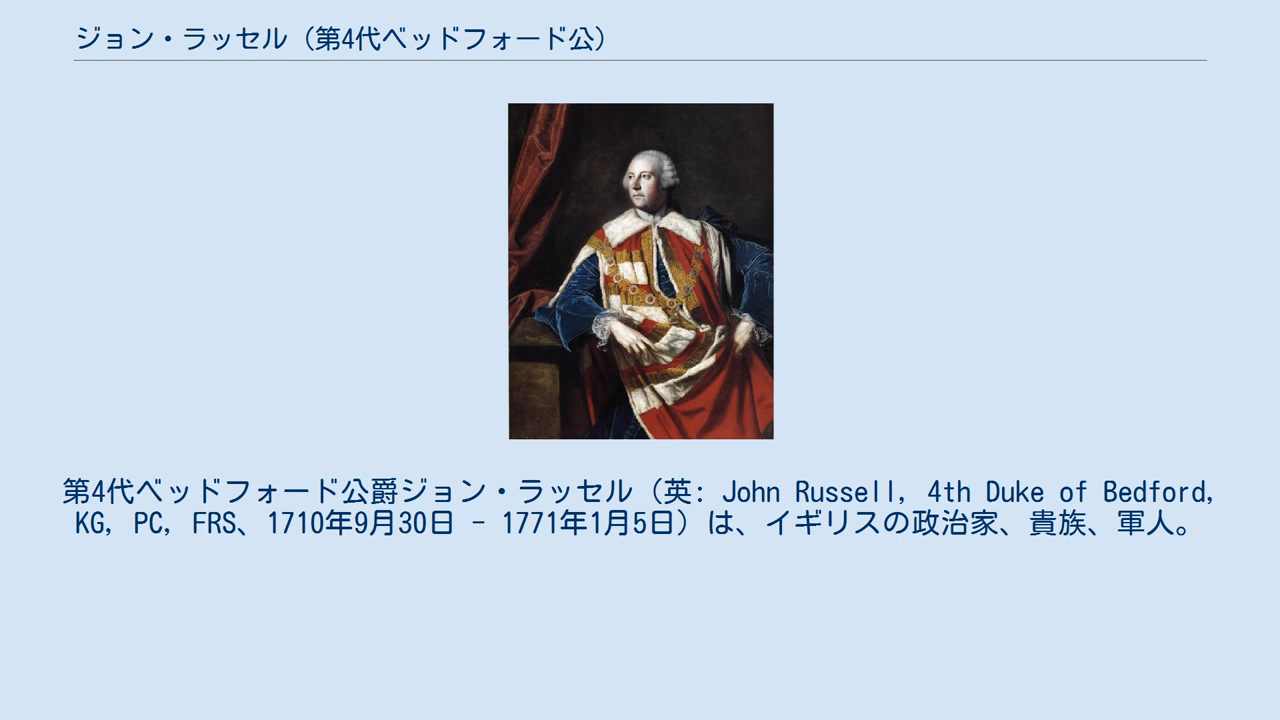 ジョン・ラッセル（第4代ベッドフォード公）
第4代ベッドフォード公爵ジョン・ラッセル（英: John Russell, 4th Duke of Bedford,
KG, PC, FRS、1710年9月30日 - 1771年1月5日）は、イギリスの政治家、貴族、軍人。